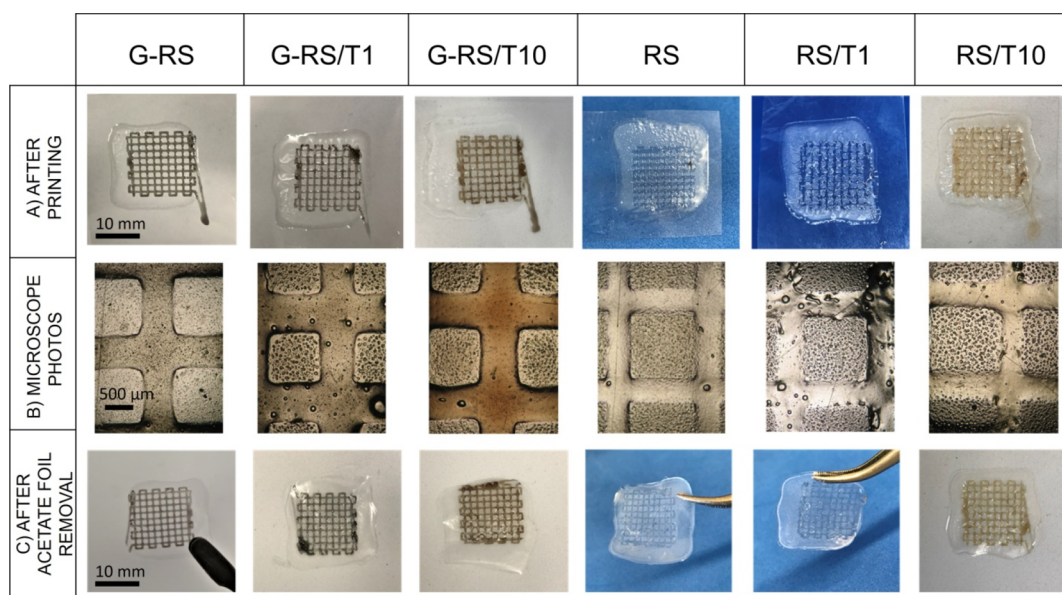 G-RS G-RS/T1 G-RS/T10 RS RS/T1 RS/T10
A) AFTER
PRINTING
10 mm
B) MICROSCOPE
PHOTOS
500 µm
C) AFTER
ACETATE FOIL
REMOVAL
10 mm